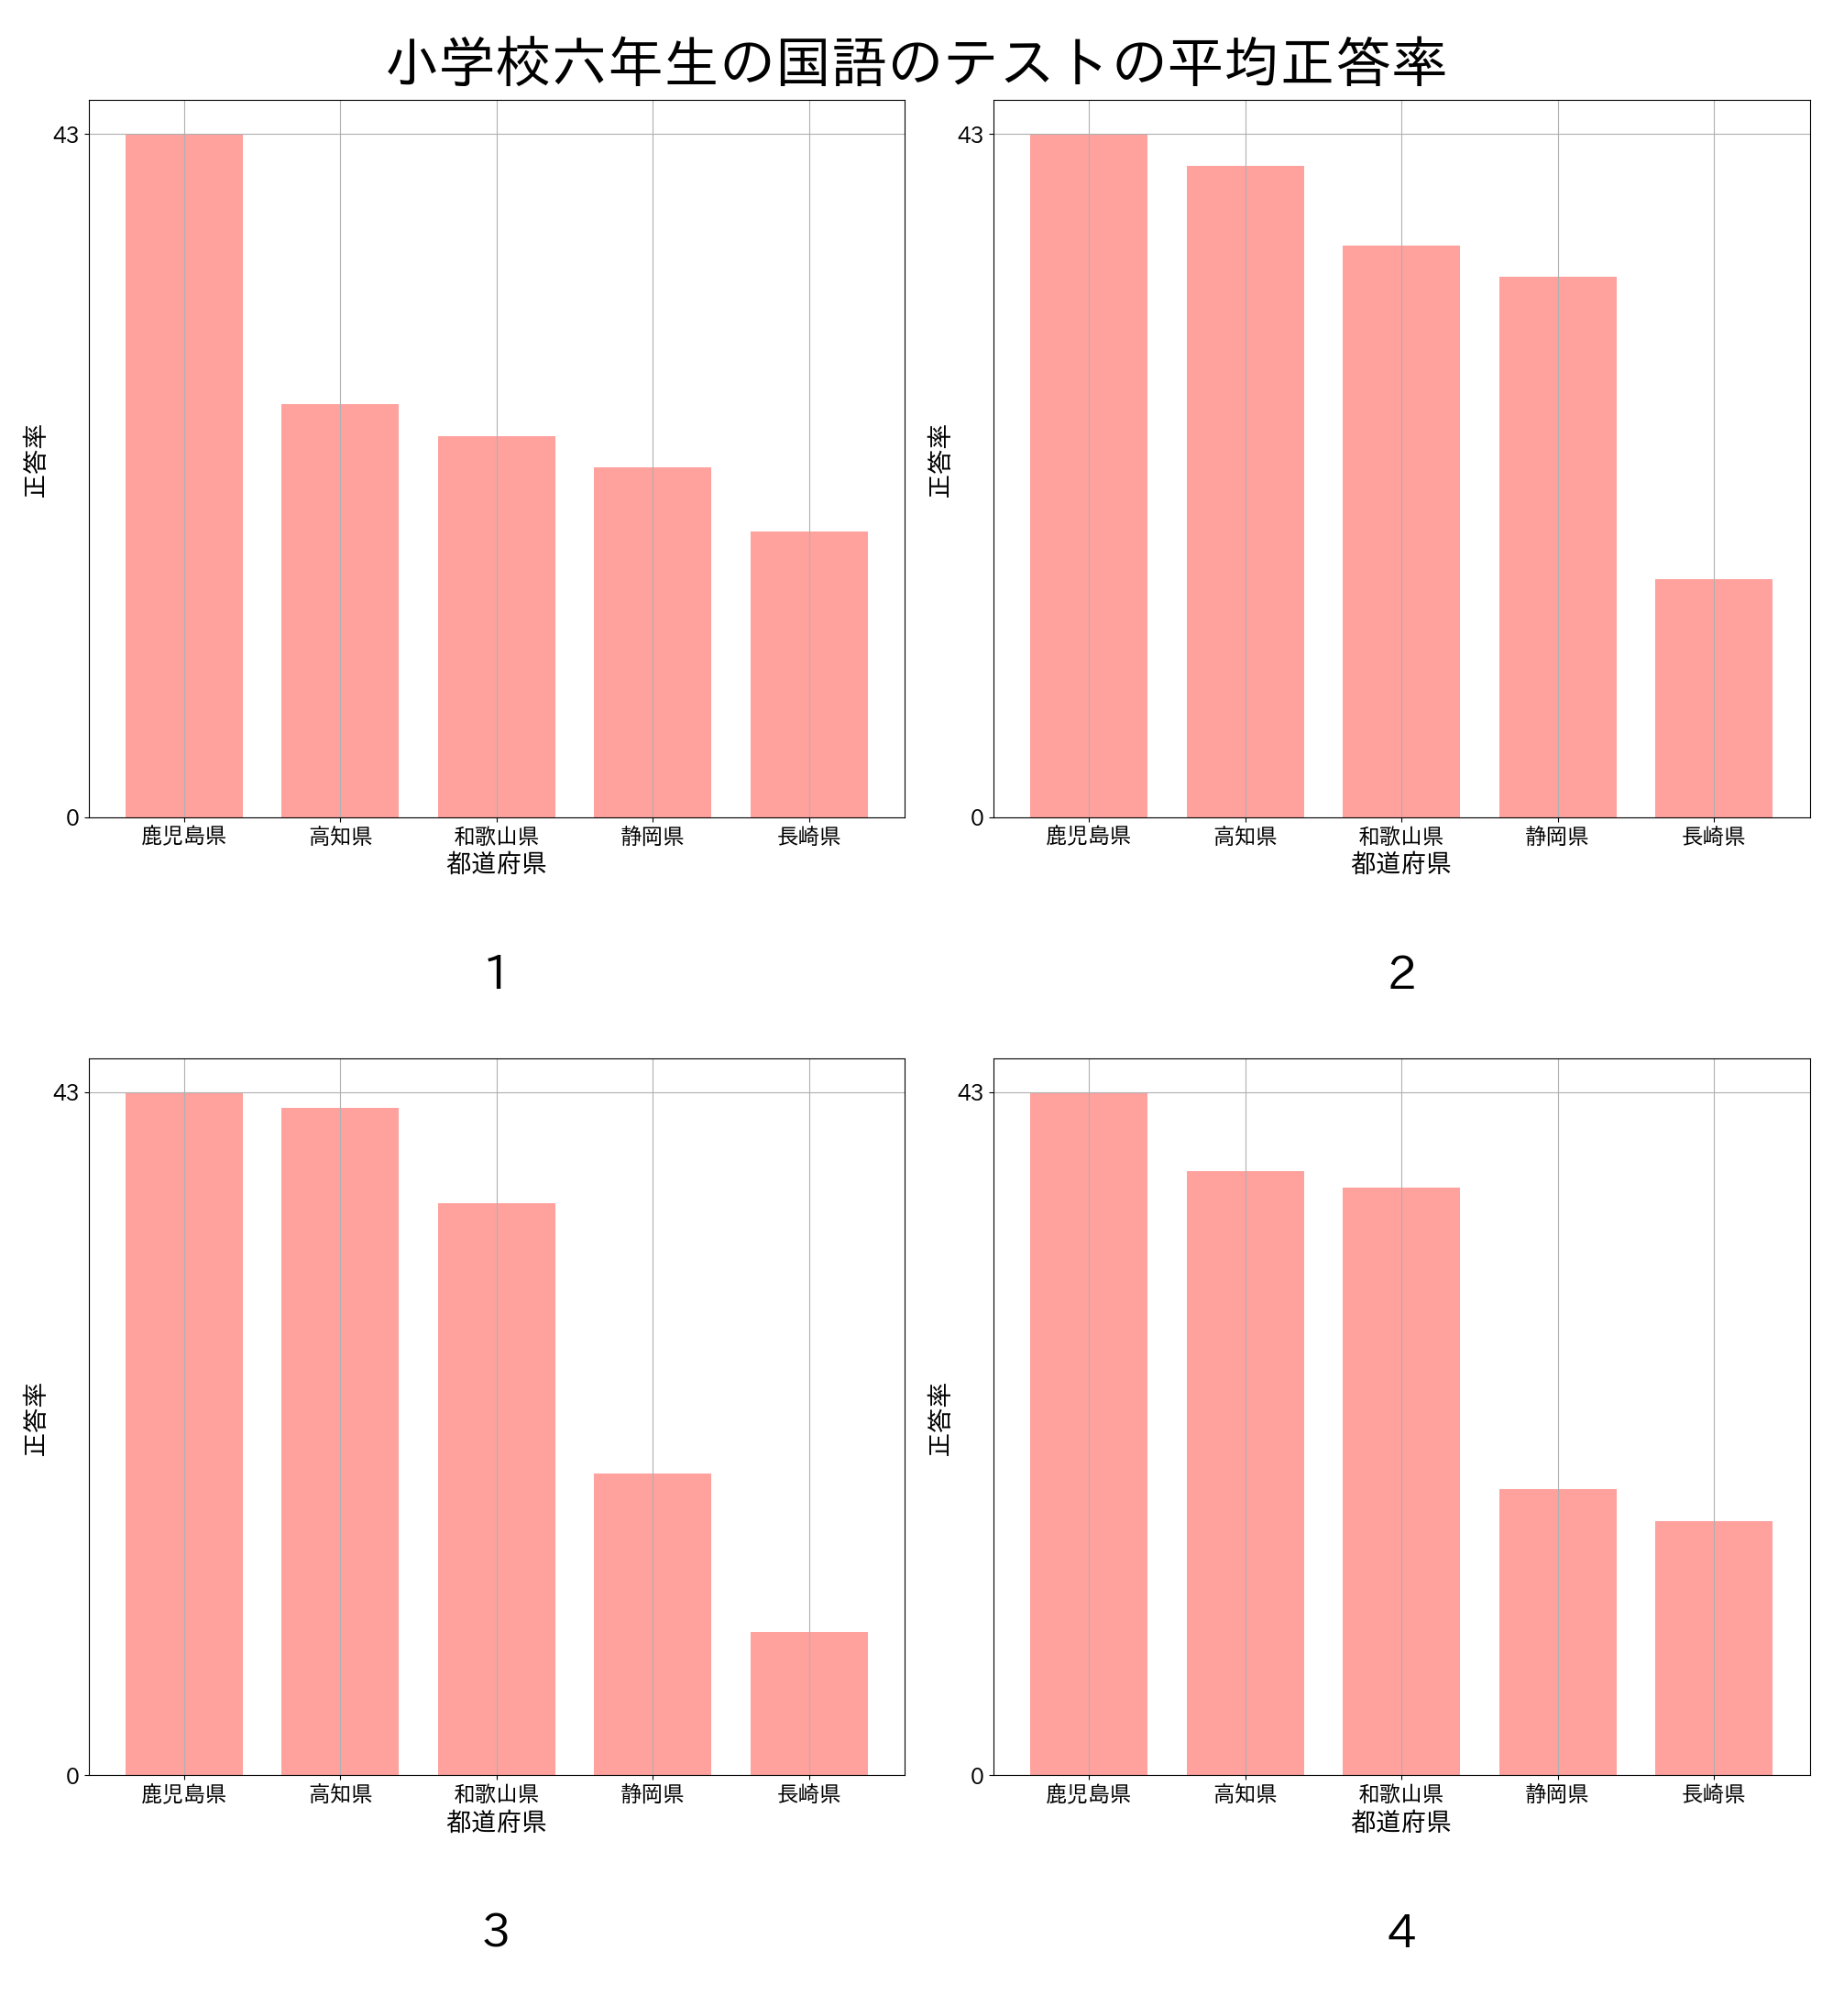 小学校六年生の国語のテストの平均正答率
43
0
正答率
鹿児島県 高知県 和歌山県 静岡県 長崎県
都道府県
1
43
0
正答率
鹿児島県 高知県 和歌山県 静岡県 長崎県
都道府県
2
43
0
正答率
鹿児島県 高知県 和歌山県 静岡県 長崎県
都道府県
3
43
0
正答率
鹿児島県 高知県 和歌山県 静岡県 長崎県
都道府県
4